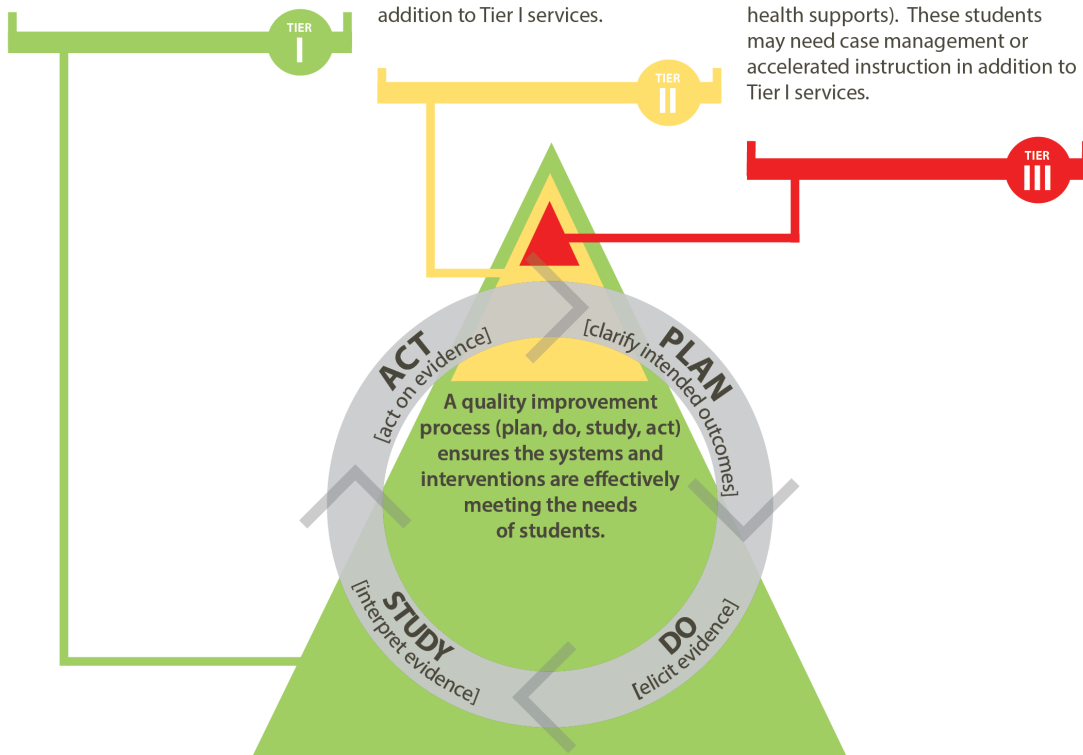 TIER
I
addition to Tier I services.
TIER
II
health supports).  These students
may need case management or
accelerated instruction in addition to
Tier I services.
TIER
III
ACT
[act on evidence]
PLAN
[clarify intended outcomes]
A quality improvement
process (plan, do, study, act)
ensures the systems and
interventions are effectively
meeting the needs
of students.
STUDY
[interpret evidence]
DO
[elicit evidence]